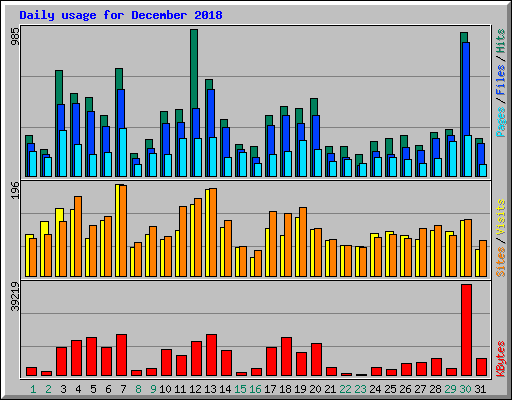 Daily usage for December 2018
985
Pages / Files / Hits
196
Sites / Visits
39219
KBytes
1 2 3 4 5 6 7 8 9 10 11 12 13 14 15 16 17 18 19 20 21 22 23 24 25 26 27 28 29 30 31